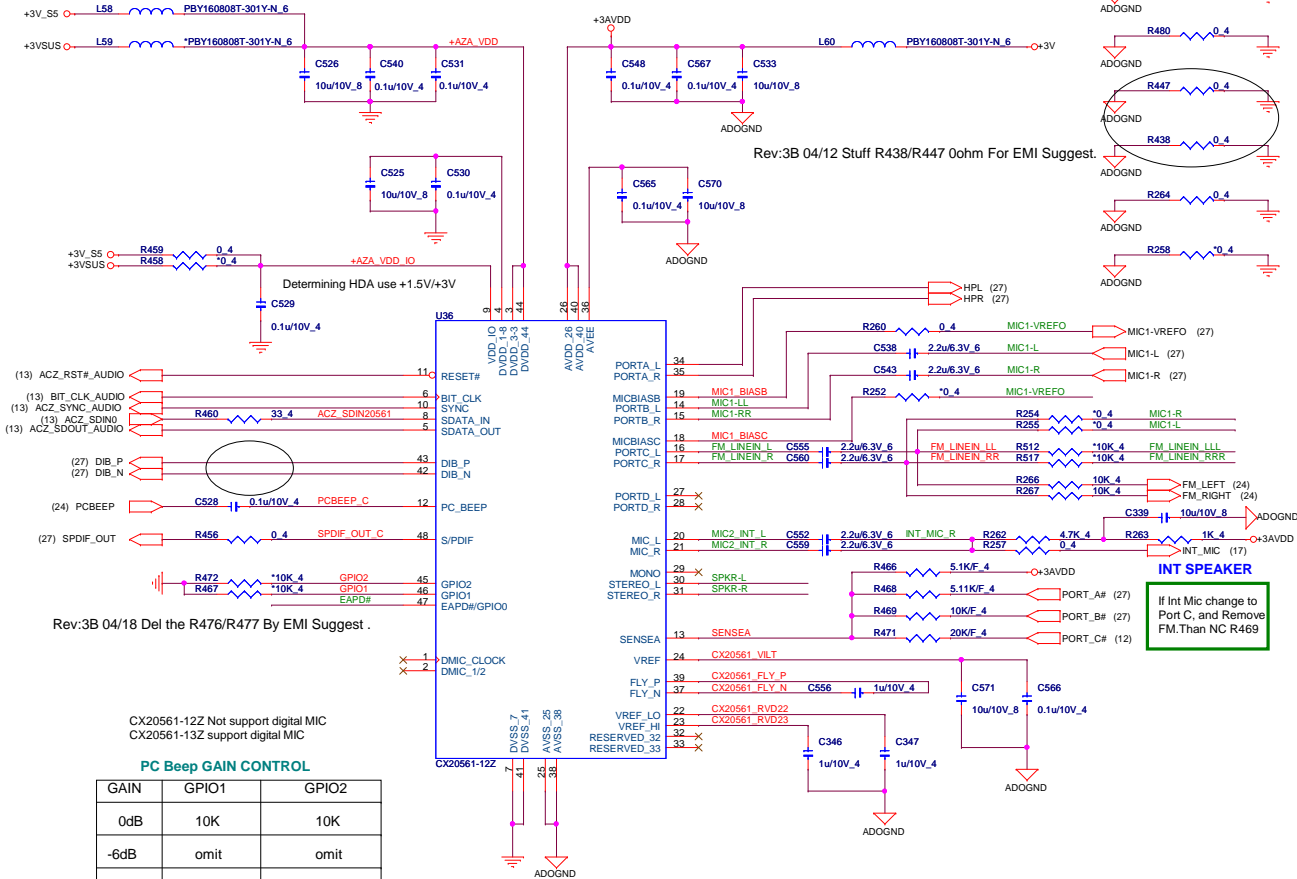 ADOGND
+3V_S5 L58 PBY160808T-301Y-N_6
+3VSUS L59 *PBY160808T-301Y-N_6 +AZA_VDD
C526 10u/10V_8
C540 0.1u/10V_4
C531 0.1u/10V_4
+3AVDD
L60 PBY160808T-301Y-N_6 +3V
C548 0.1u/10V_4
C567 0.1u/10V_4
C533 10u/10V_8
ADOGND
R480 0_4
ADOGND
R447 0_4
ADOGND
R438 0_4
ADOGND
R264 0_4
ADOGND
R258 *0_4
ADOGND
Rev:3B 04/12 Stuff R438/R447 0ohm For EMI Suggest.
C525 10u/10V_8
C530 0.1u/10V_4
C565 0.1u/10V_4
C570 10u/10V_8
ADOGND
+3V_S5 R459 0_4
+3VSUS R458 *0_4 +AZA_VDD_IO
Determining HDA use +1.5V/+3V
C529
0.1u/10V_4
U36
9 4 3 44 26 40 36
VDD_IO
DVDD_1-8
DVDD_3-3
DVDD_44
AVDD_26
AVDD_40
AVEE
(13) ACZ_RST#_AUDIO 11 RESET#
(13) BIT_CLK_AUDIO 6 BIT_CLK
(13) ACZ_SYNC_AUDIO 10 SYNC
(13) ACZ_SDIN0 R460 33_4 ACZ_SDIN20561 8 SDATA_IN
(13) ACZ_SDOUT_AUDIO 5 SDATA_OUT
(27) DIB_P 43 DIB_P
(27) DIB_N 42 DIB_N
(24) PCBEEP C528 0.1u/10V_4 PCBEEP_C 12 PC_BEEP
(27) SPDIF_OUT R456 0_4 SPDIF_OUT_C 48 S/PDIF
R472 *10K_4 GPIO2 45 GPIO2
R467 *10K_4 GPIO1 46 GPIO1
EAPD# 47 EAPD#/GPIO0
Rev:3B 04/18 Del the R476/R477 By EMI Suggest .
1 DMIC_CLOCK
2 DMIC_1/2
PORTA_L 34 HPL (27)
PORTA_R 35 HPR (27)
R260 0_4 MIC1-VREFO MIC1-VREFO (27)
C538 2.2u/6.3V_6 MIC1-L MIC1-L (27)
C543 2.2u/6.3V_6 MIC1-R MIC1-R (27)
MICBIASB 19 MIC1_BIASB R252 *0_4 MIC1-VREFO
PORTB_L 14 MIC1-LL
PORTB_R 15 MIC1-RR
R254 *0_4 MIC1-R
R255 *0_4 MIC1-L
MICBIASC 18 MIC1_BIASC
PORTC_L 16 FM_LINEIN_L C555 2.2u/6.3V_6 FM_LINEIN_LL R512 *10K_4 FM_LINEIN_LLL
PORTC_R 17 FM_LINEIN_R C560 2.2u/6.3V_6 FM_LINEIN_RR R517 *10K_4 FM_LINEIN_RRR
R266 10K_4 FM_LEFT (24)
R267 10K_4 FM_RIGHT (24)
PORTD_L 27
PORTD_R 28
C339 10u/10V_8 ADOGND
MIC_L 20 MIC2_INT_L C552 2.2u/6.3V_6 INT_MIC_R R262 4.7K_4 R263 1K_4 +3AVDD
MIC_R 21 MIC2_INT_R C559 2.2u/6.3V_6 R257 0_4 INT_MIC (17)
INT SPEAKER
MONO 29
STEREO_L 30 SPKR-L
STEREO_R 31 SPKR-R
R466 5.1K/F_4 +3AVDD
R468 5.11K/F_4 PORT_A# (27)
R469 10K/F_4 PORT_B# (27)
SENSEA 13 SENSEA R471 20K/F_4 PORT_C# (12)
If Int Mic change to
Port C, and Remove
FM.Than NC R469
VREF 24 CX20561_VILT
FLY_P 39 CX20561_FLY_P
FLY_N 37 CX20561_FLY_N C556 1u/10V_4
VREF_LO 22 CX20561_RVD22
VREF_HI 23 CX20561_RVD23
RESERVED_32 32
RESERVED_33 33
C571 10u/10V_8
C566 0.1u/10V_4
ADOGND
C346 1u/10V_4
C347 1u/10V_4
ADOGND
DVSS_7
DVSS_41
AVSS_25
AVSS_38
CX20561-12Z
7 41 25 38
ADOGND
CX20561-12Z Not support digital MIC
CX20561-13Z support digital MIC
PC Beep GAIN CONTROL
GAIN GPIO1 GPIO2
0dB 10K 10K
-6dB omit omit